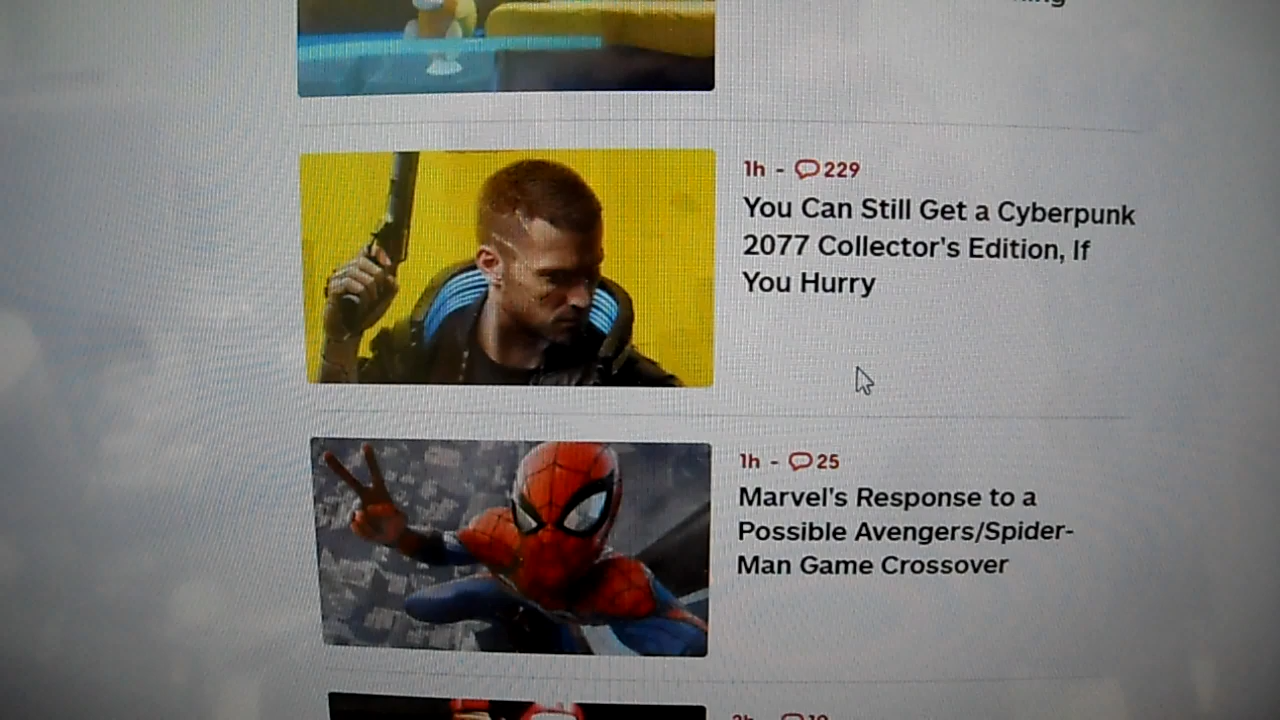 1h - 229
You Can Still Get a Cyberpunk
2077 Collector's Edition, If
You Hurry
1h - 25
Marvel's Response to a
Possible Avengers/Spider-
Man Game Crossover